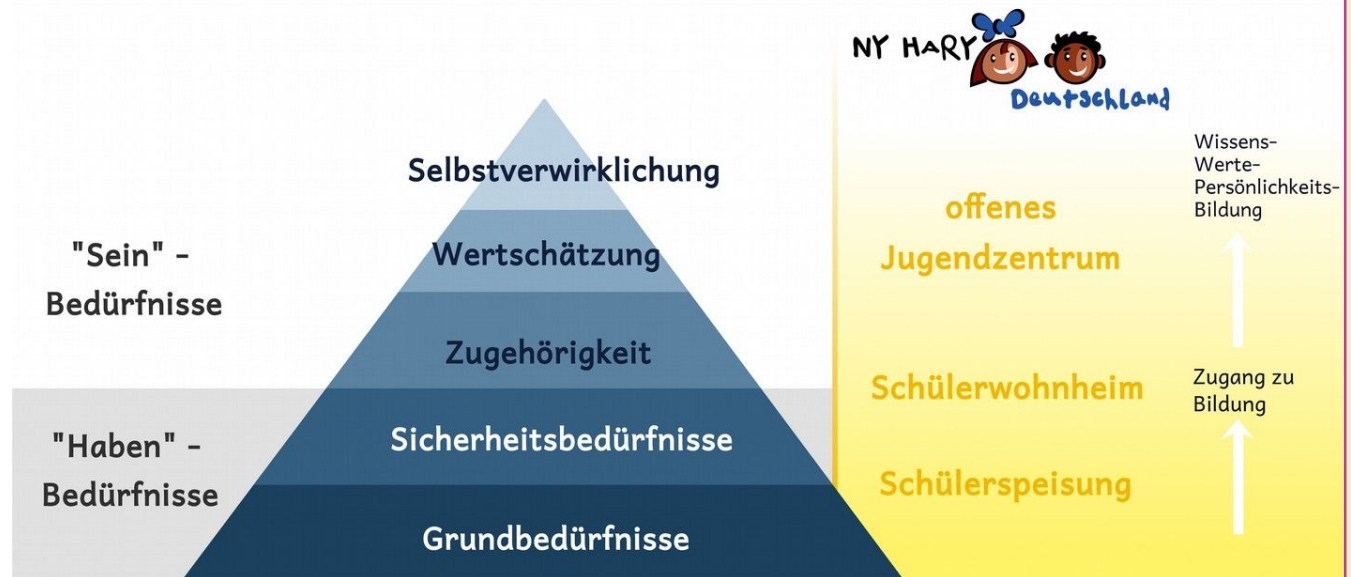 NY HARY
Deutschland
Selbstverwirklichung
Wertschätzung
Zugehörigkeit
Sicherheitsbedürfnisse
Grundbedürfnisse
"Sein" -
Bedürfnisse
"Haben" -
Bedürfnisse
offenes
Jugendzentrum
Schülerwohnheim
Schülerspeisung
Wissens-
Werte-
Persönlichkeits-
Bildung
Zugang zu
Bildung